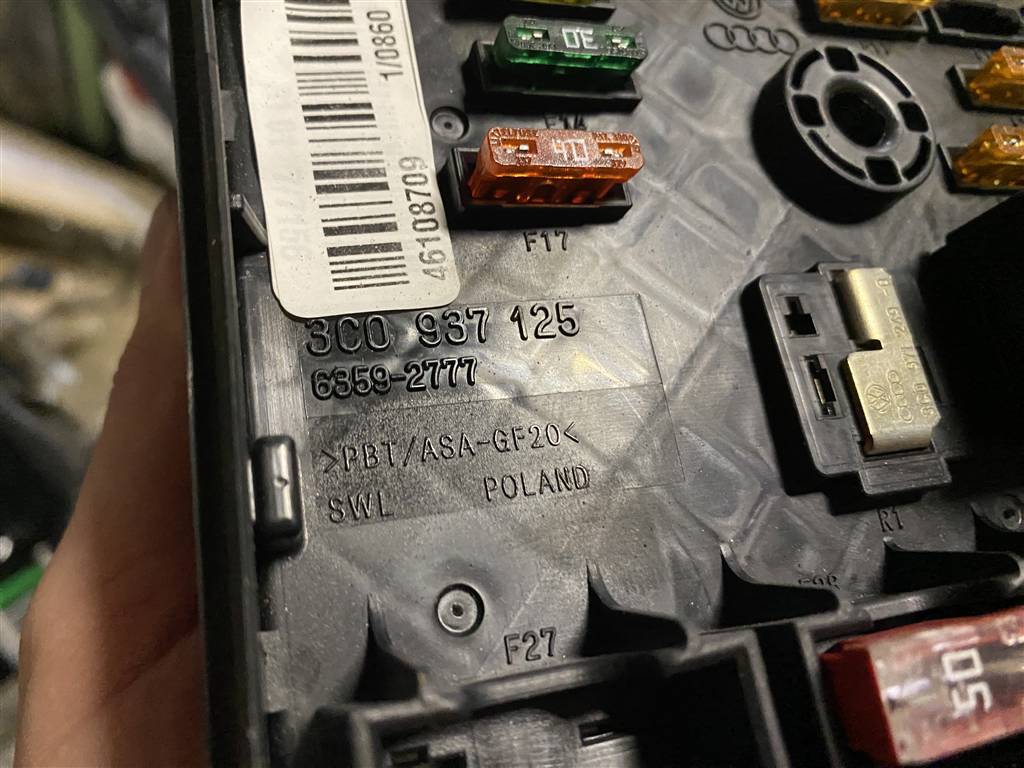 1/0860
46108709
30
F14
40
F17
3C0 937 125
6359-2777
>PBT/ASA-GF20<
SWL POLAND
R1
F27
50